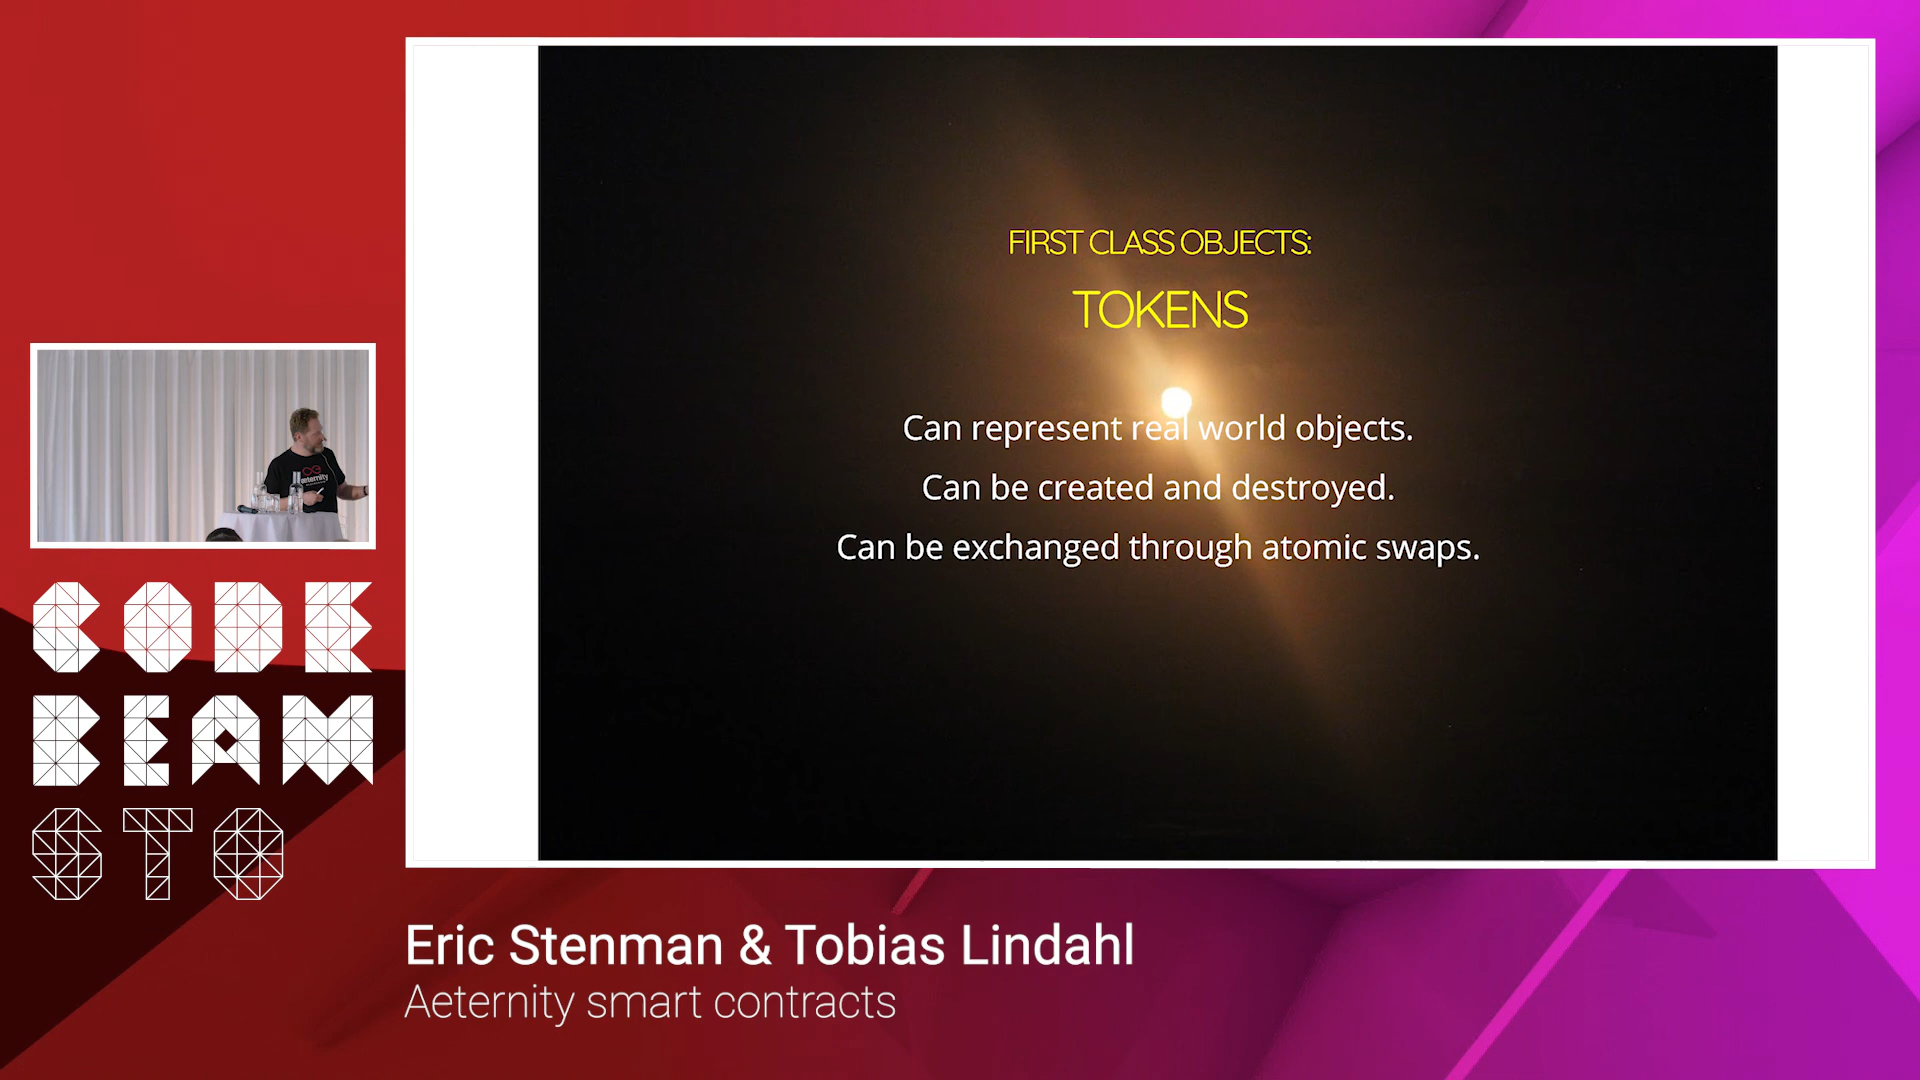 FIRST CLASS OBJECTS:
TOKENS
Can represent real world objects.
Can be created and destroyed.
Can be exchanged through atomic swaps.
aeternity
CODE
BEAM
STO
Eric Stenman & Tobias Lindahl
Aeternity smart contracts